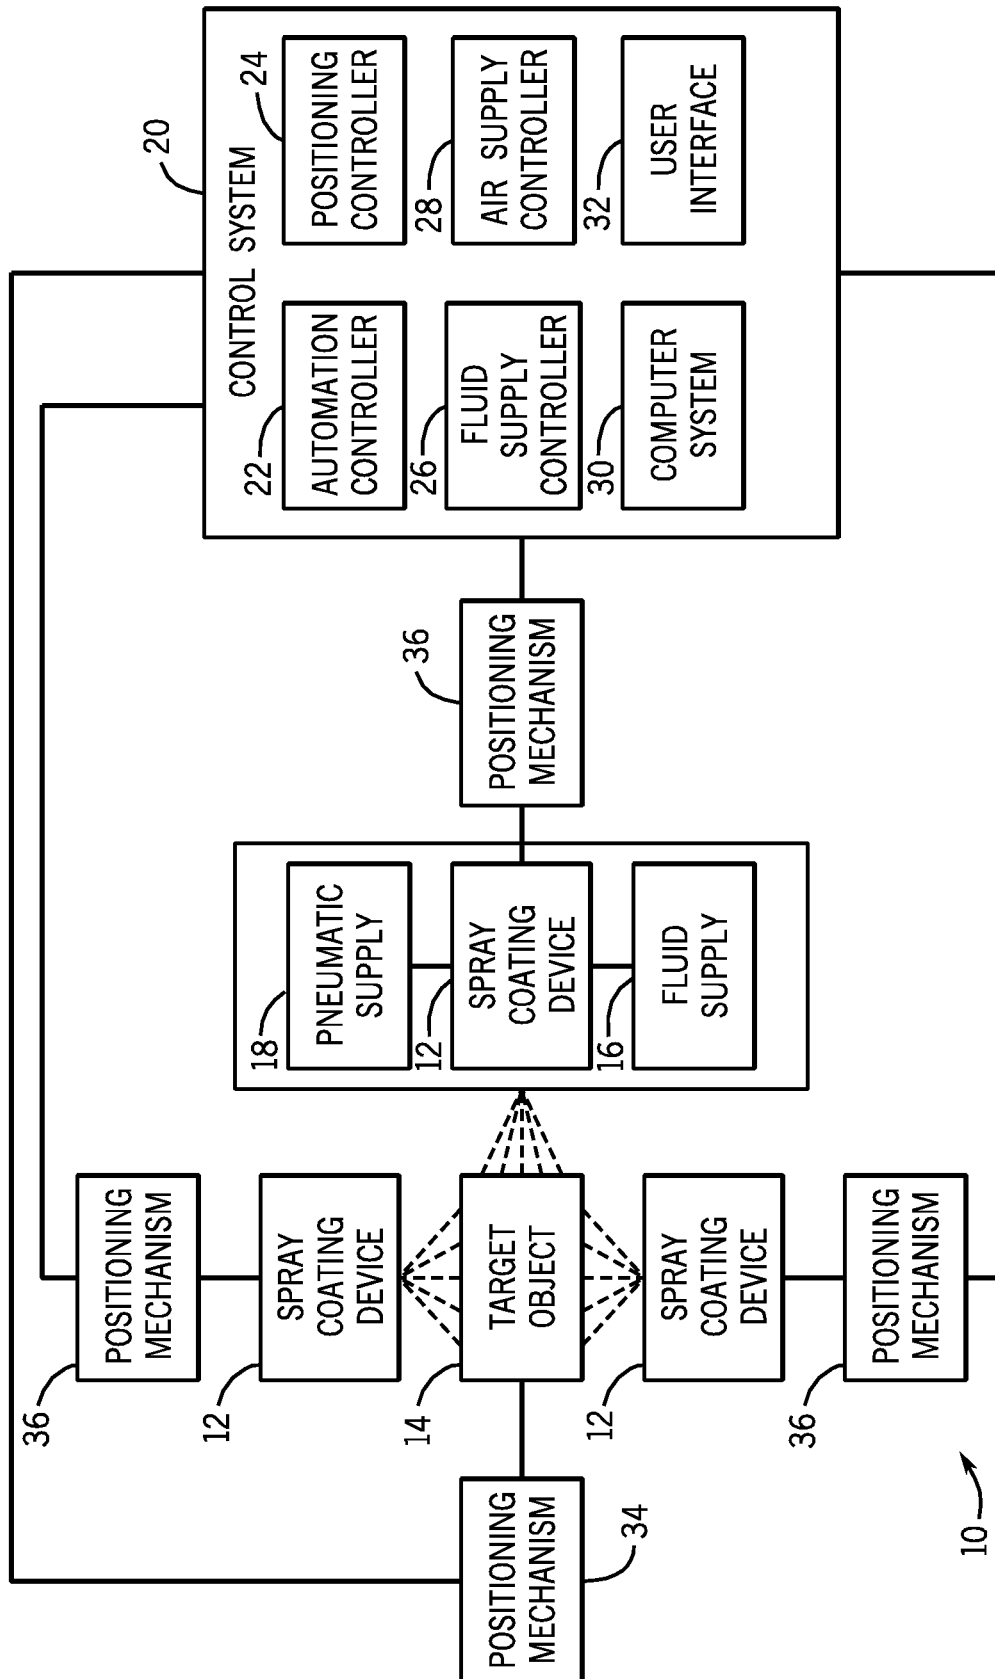 10
34
POSITIONING
MECHANISM
36
POSITIONING
MECHANISM
12
SPRAY
COATING
DEVICE
14
TARGET
OBJECT
12
SPRAY
COATING
DEVICE
36
POSITIONING
MECHANISM
18
PNEUMATIC
SUPPLY
12
SPRAY
COATING
DEVICE
16
FLUID
SUPPLY
36
POSITIONING
MECHANISM
20
CONTROL SYSTEM
22
AUTOMATION
CONTROLLER
24
POSITIONING
CONTROLLER
26
FLUID
SUPPLY
CONTROLLER
28
AIR SUPPLY
CONTROLLER
30
COMPUTER
SYSTEM
32
USER
INTERFACE